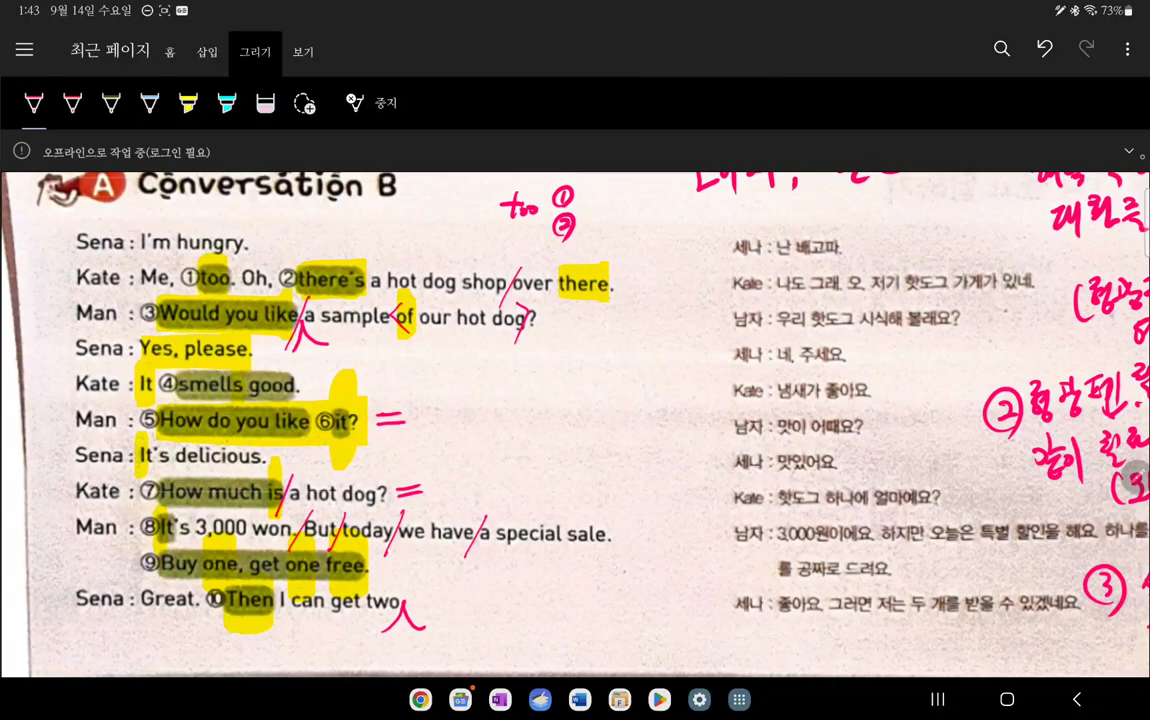 1:43 9월 14일 수요일
73%
최근 페이지 홈 삽입 그리기 보기
중지
오프라인으로 작업 중(로그인 필요)
A Conversation B
too ①
②
대화문
Sena : I'm hungry.
세나 : 난 배고파.
Kate : Me, ①too. Oh, ②there's a hot dog shop over there.
Kate : 나도 그래. 오, 저기 핫도그 가게가 있네.
Man : ③Would you like a sample of our hot dog?
남자 : 우리 핫도그 시식해 볼래요?
Sena : Yes, please.
세나 : 네, 주세요.
Kate : It ④smells good.
Kate : 냄새가 좋아요.
② 형광펜
같이
Man : ⑤How do you like ⑥it? =
남자 : 맛이 어때요?
Sena : It's delicious.
세나 : 맛있어요.
Kate : ⑦How much is a hot dog? =
Kate : 핫도그 하나에 얼마예요?
Man : ⑧It's 3,000 won. But today we have a special sale.
남자 : 3,000원이에요. 하지만 오늘은 특별 할인을 해요. 하나를
⑨Buy one, get one free.
를 공짜로 드려요.
③
Sena : Great. ⑩Then I can get two.
세나 : 좋아요. 그러면 저는 두 개를 받을 수 있겠네요.